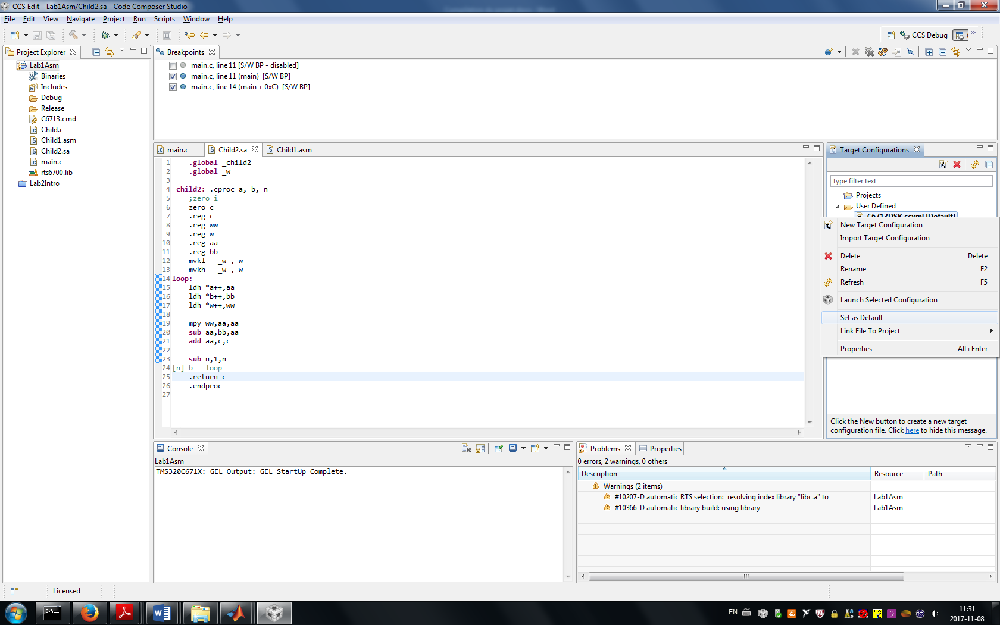 CCS Edit - Lab1Asm/Child2.sa - Code Composer Studio
File Edit View Navigate Project Run Scripts Window Help
CCS Debug
Project Explorer
Lab1Asm
Binaries
Includes
Debug
Release
C6713.cmd
Child.c
Child1.asm
Child2.sa
main.c
rts6700.lib
Lab2Intro
Breakpoints
main.c, line 11 [S/W BP - disabled]
main.c, line 11 (main) [S/W BP]
main.c, line 14 (main + 0xC) [S/W BP]
main.c Child2.sa Child1.asm
1 .global _child2
2 .global _w
3
4 _child2: .cproc a, b, n
5 ;zero i
6 zero c
7 .reg c
8 .reg ww
9 .reg w
10 .reg aa
11 .reg bb
12 mvkl _w , w
13 mvkh _w , w
14 loop:
15 ldh *a++,aa
16 ldh *b++,bb
17 ldh *w++,ww
18
19 mpy ww,aa,aa
20 sub aa,bb,aa
21 add aa,c,c
22
23 sub n,1,n
24 [n] b loop
25 .return c
26 .endproc
27
Target Configurations
type filter text
Projects
User Defined
C6713DSK.ccxml [Default]
New Target Configuration
Import Target Configuration
Delete Delete
Rename F2
Refresh F5
Launch Selected Configuration
Set as Default
Link File To Project
Properties Alt+Enter
Click the New button to create a new target
configuration file. Click here to hide this message.
Console
Lab1Asm
TMS320C671X: GEL Output: GEL StartUp Complete.
Problems Properties
0 errors, 2 warnings, 0 others
Description Resource Path
Warnings (2 items)
#10207-D automatic RTS selection: resolving index library "libc.a" to Lab1Asm
#10366-D automatic library build: using library Lab1Asm
Licensed
EN
11:31
2017-11-08